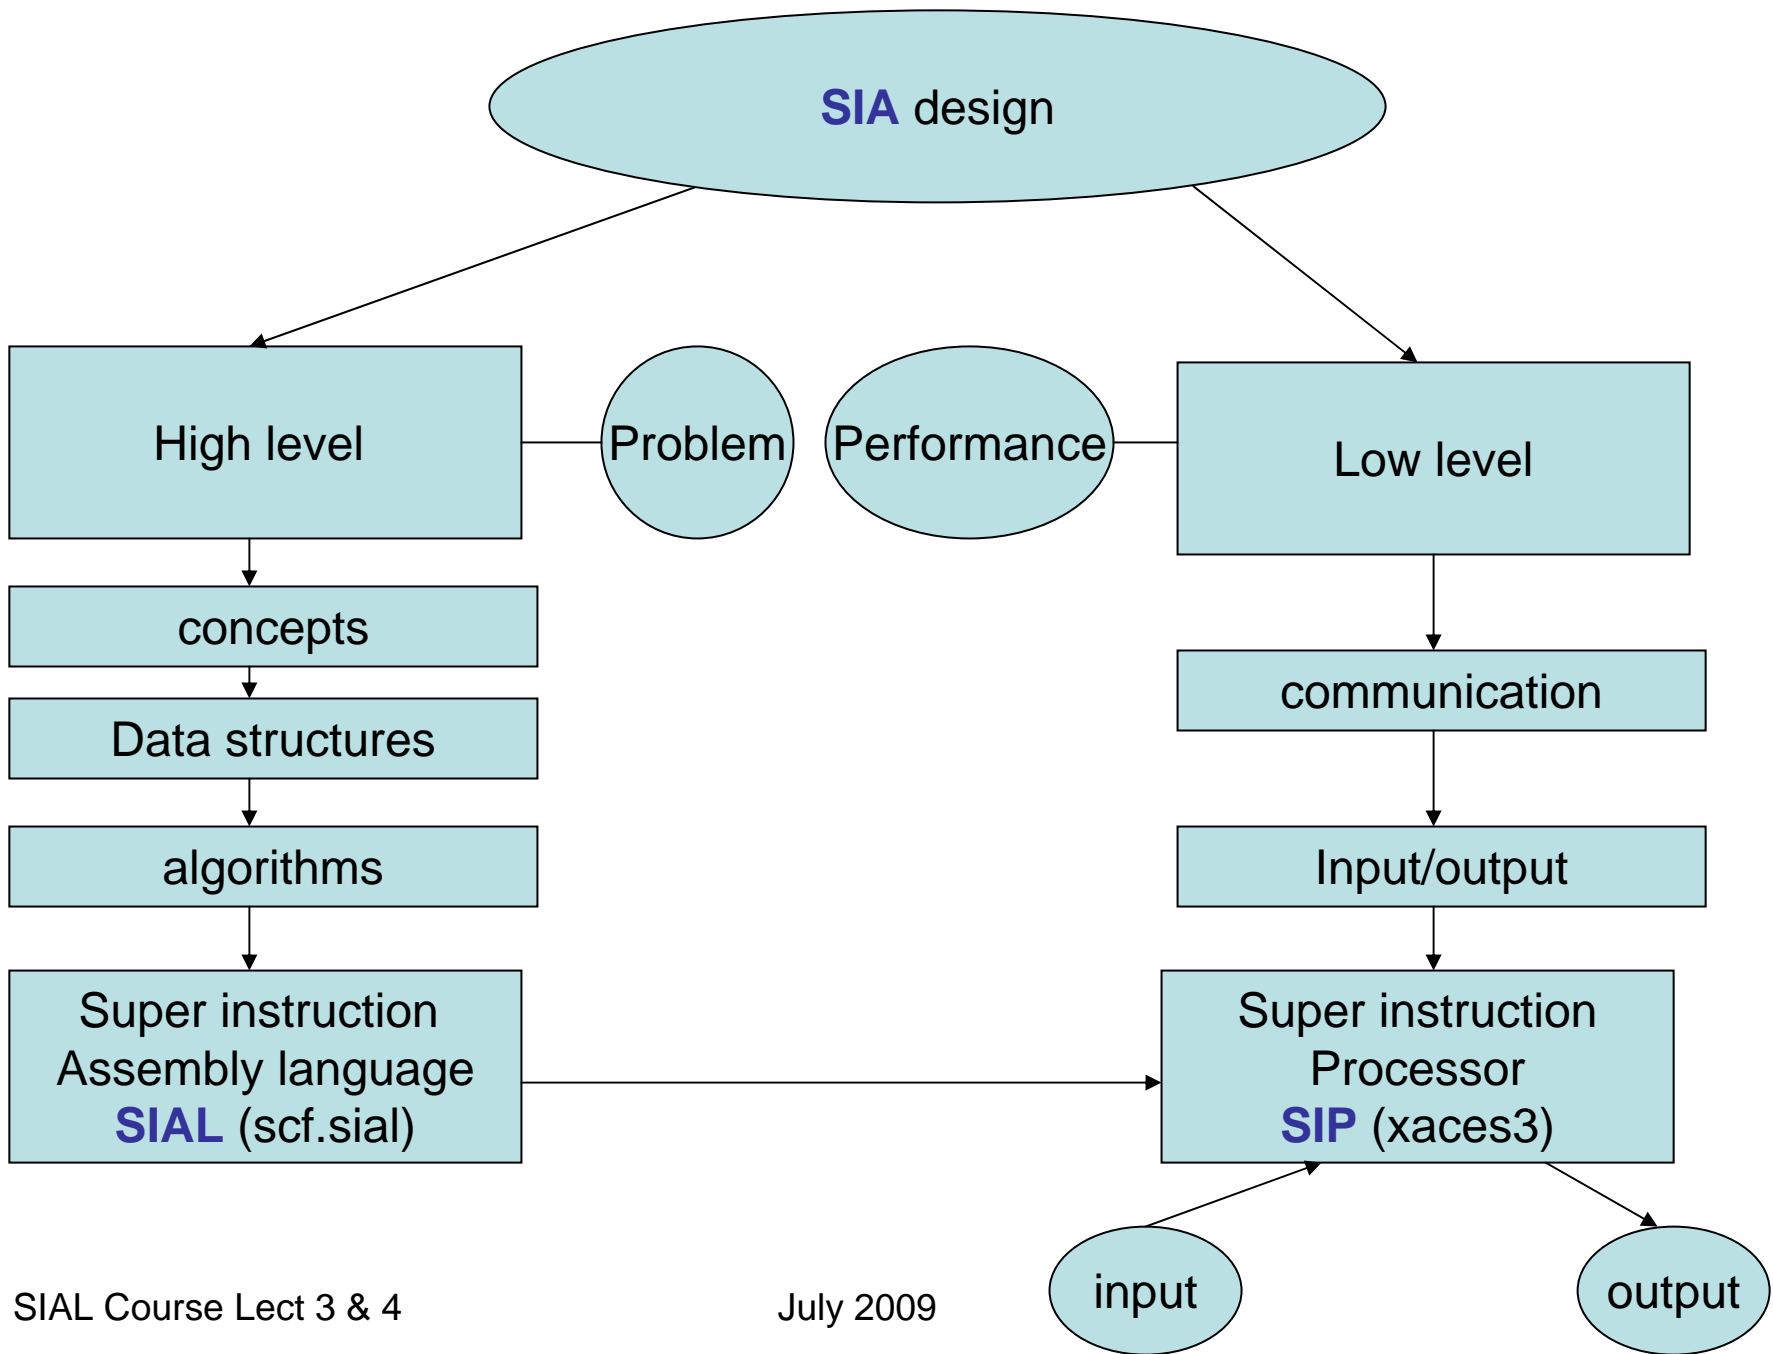 SIA design
High level
Problem
Performance
Low level
concepts
Data structures
algorithms
communication
Input/output
Super instruction
Assembly language
SIAL (scf.sial)
Super instruction
Processor
SIP (xaces3)
input
output
SIAL Course Lect 3 & 4
July 2009